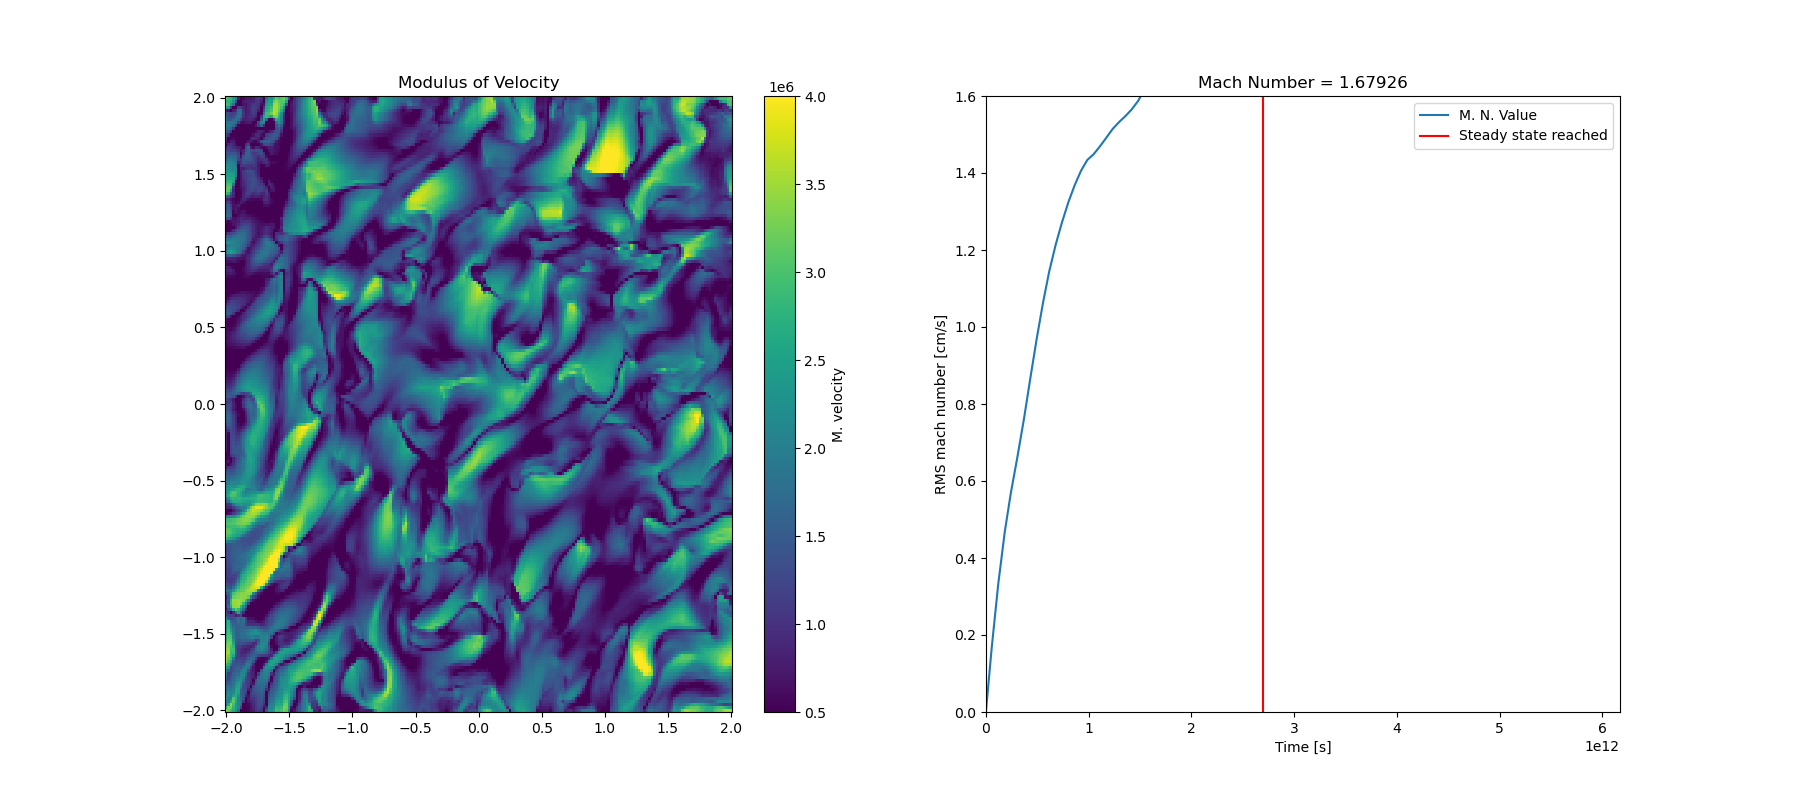 Modulus of Velocity
1e6
2.0
1.5
1.0
0.5
0.0
−0.5
−1.0
−1.5
−2.0
−2.0 −1.5 −1.0 −0.5 0.0 0.5 1.0 1.5 2.0
4.0
3.5
3.0
2.5
2.0
1.5
1.0
0.5
M. velocity
Mach Number = 1.67926
M. N. Value
Steady state reached
RMS mach number [cm/s]
1.6
1.4
1.2
1.0
0.8
0.6
0.4
0.2
0.0
0 1 2 3 4 5 6
1e12
Time [s]